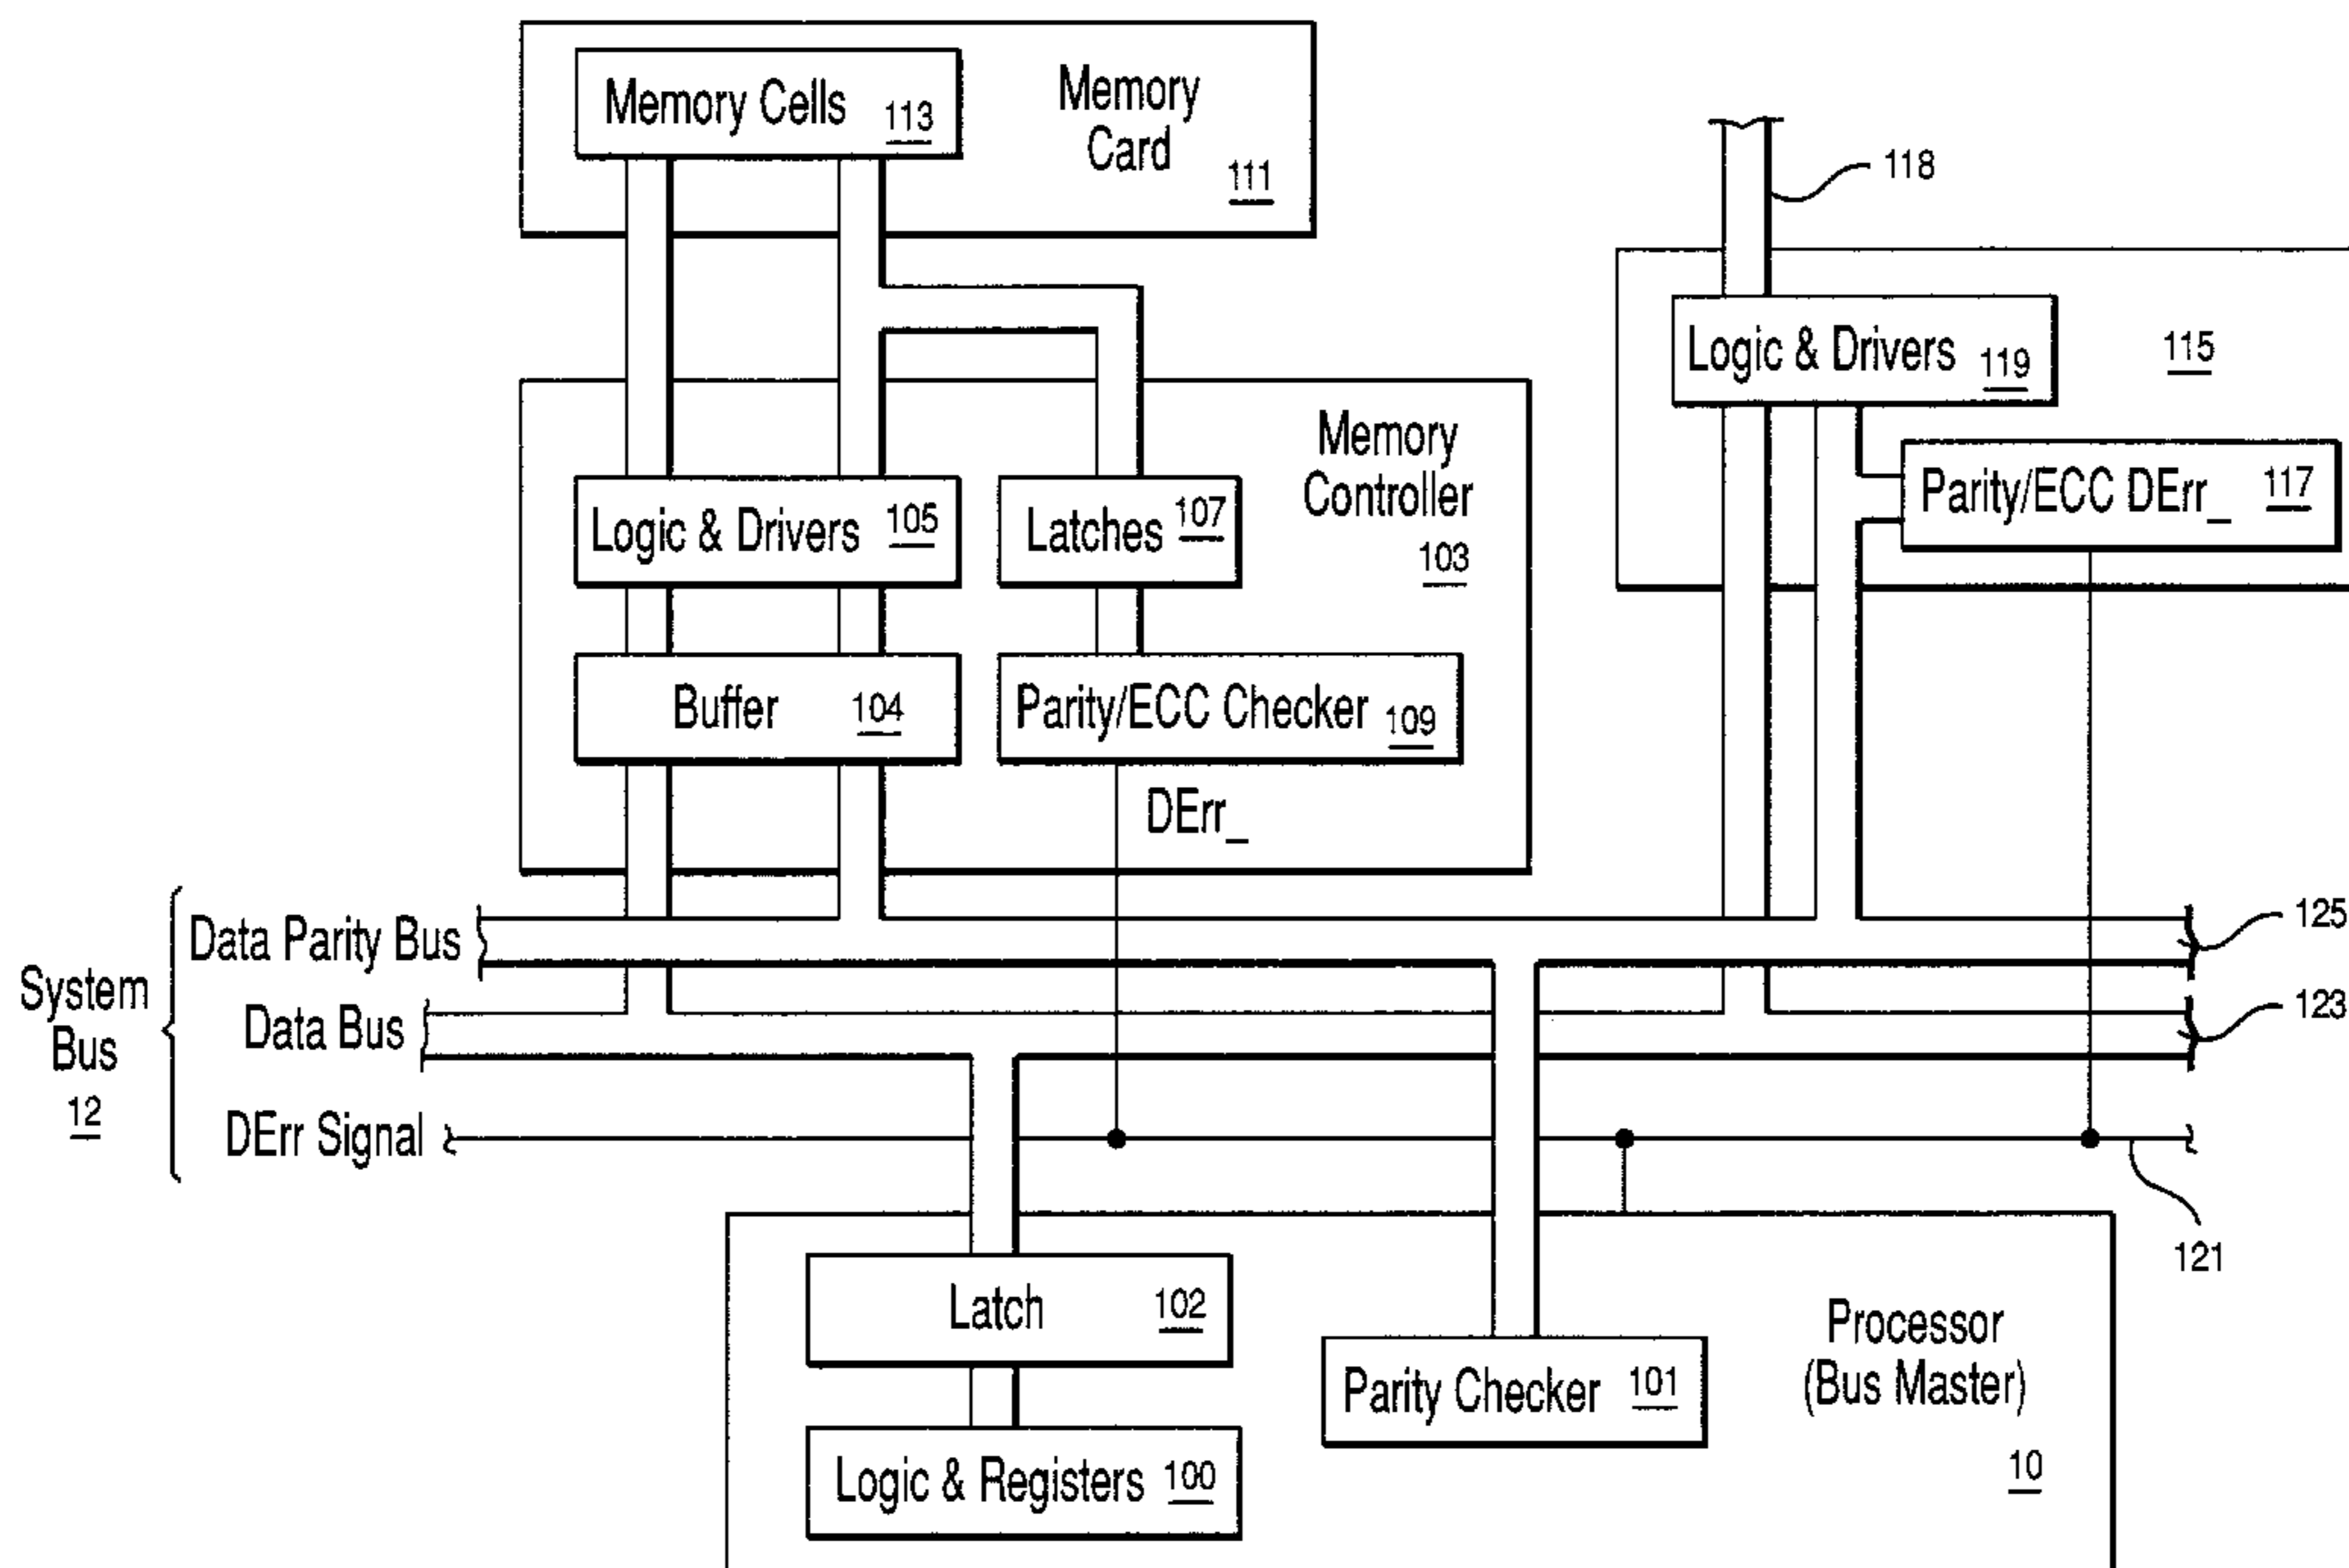 Memory Cells 113
Memory
Card
111
118
Logic & Drivers 119
115
Memory
Controller
103
Logic & Drivers 105
Latches 107
Parity/ECC DErr_ 117
Buffer 104
Parity/ECC Checker 109
DErr_
System
Bus
12
Data Parity Bus
125
Data Bus
123
DErr Signal
121
Latch 102
Processor
(Bus Master)
10
Parity Checker 101
Logic & Registers 100